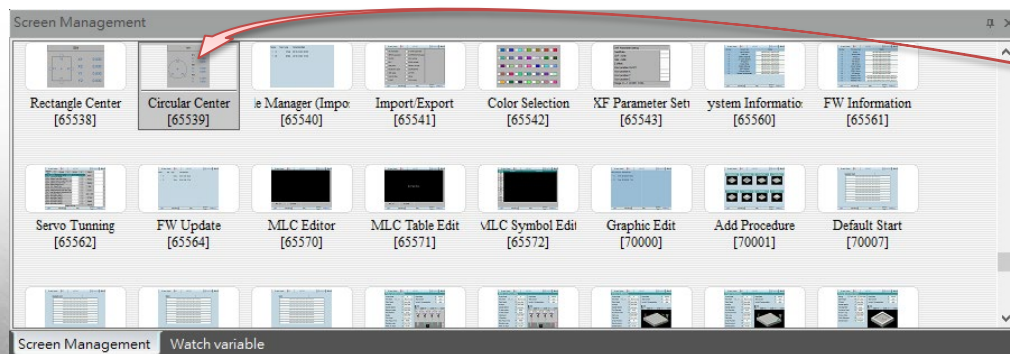 Screen Management
Rectangle Center
[65538]
Circular Center
[65539]
le Manager (Impo
[65540]
Import/Export
[65541]
Color Selection
[65542]
XF Parameter Set
[65543]
ystem Informatio
[65560]
FW Information
[65561]
Servo Tunning
[65562]
FW Update
[65564]
MLC Editor
[65570]
MLC Table Edit
[65571]
MLC Symbol Edit
[65572]
Graphic Edit
[70000]
Add Procedure
[70001]
Default Start
[70007]
Screen Management
Watch variable